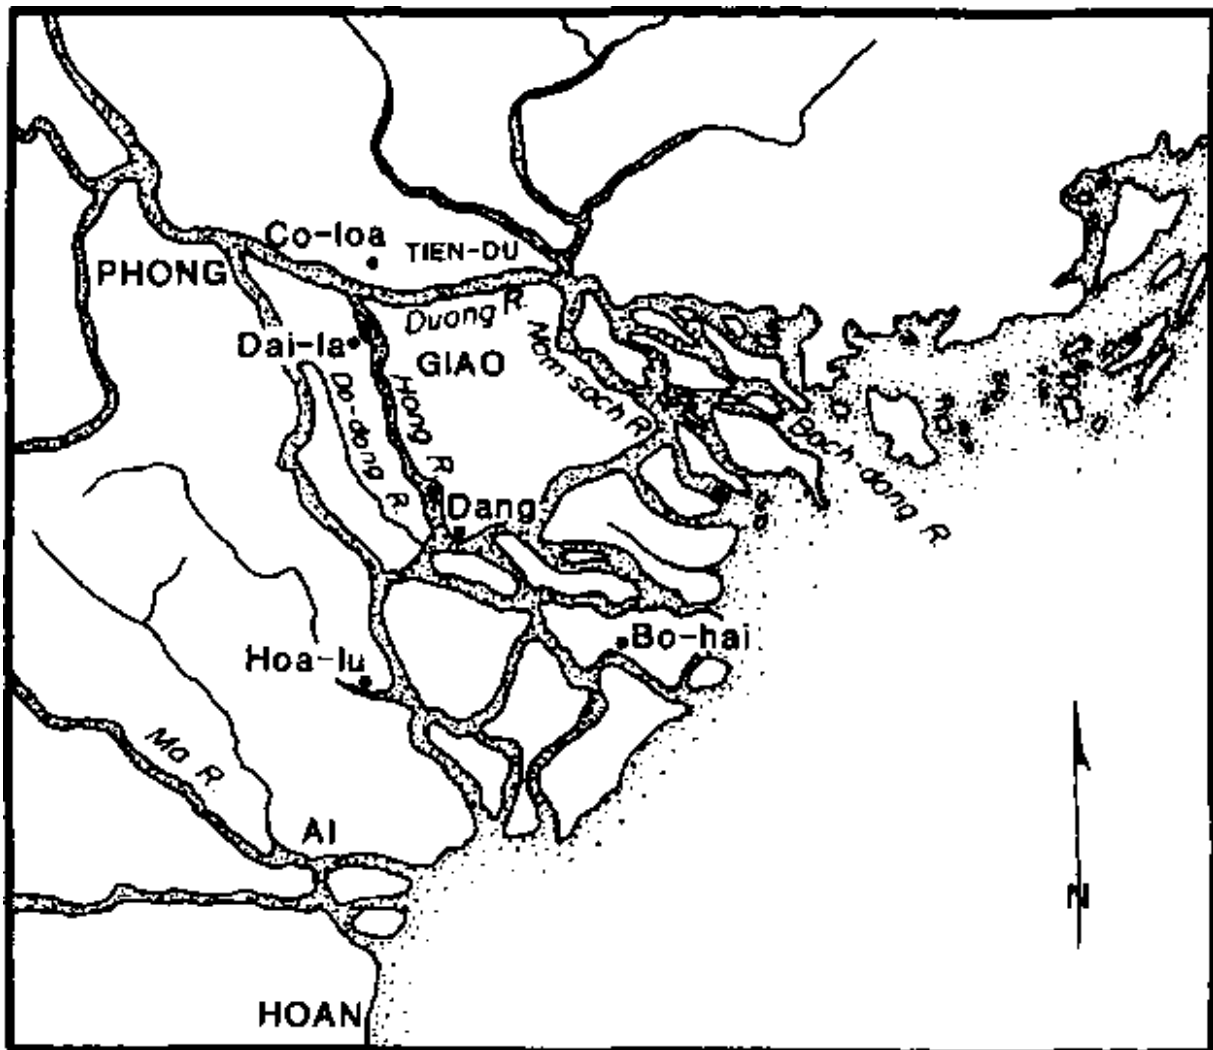 Co-loa
TIEN-DU
PHONG
Duong R.
Dai-la
GIAO
Nam sach R.
Do-dong R.
Hong R.
Bach-dang R.
Dang
Bo-hai
Hoa-lu
Ma R.
AI
N
HOAN